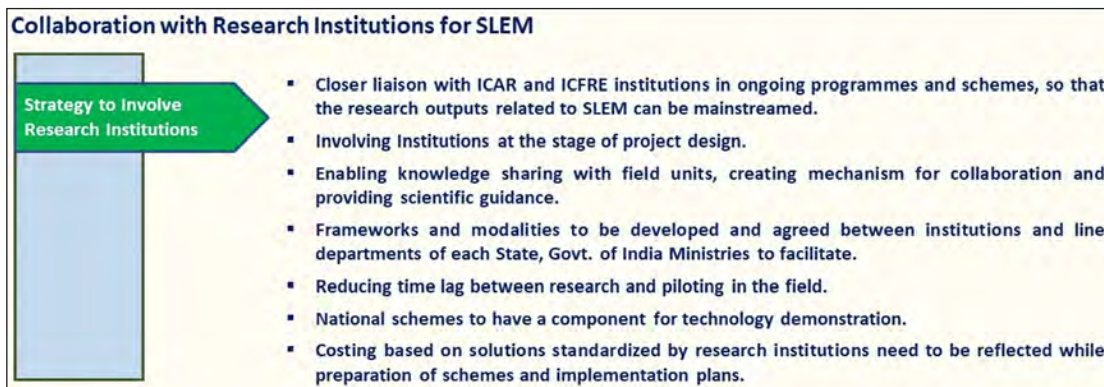 Collaboration with Research Institutions for SLEM
Strategy to Involve
Research Institutions
▪ Closer liaison with ICAR and ICFRE institutions in ongoing programmes and schemes, so that
the research outputs related to SLEM can be mainstreamed.
▪ Involving Institutions at the stage of project design.
▪ Enabling knowledge sharing with field units, creating mechanism for collaboration and
providing scientific guidance.
▪ Frameworks and modalities to be developed and agreed between institutions and line
departments of each State, Govt. of India Ministries to facilitate.
▪ Reducing time lag between research and piloting in the field.
▪ National schemes to have a component for technology demonstration.
▪ Costing based on solutions standardized by research institutions need to be reflected while
preparation of schemes and implementation plans.